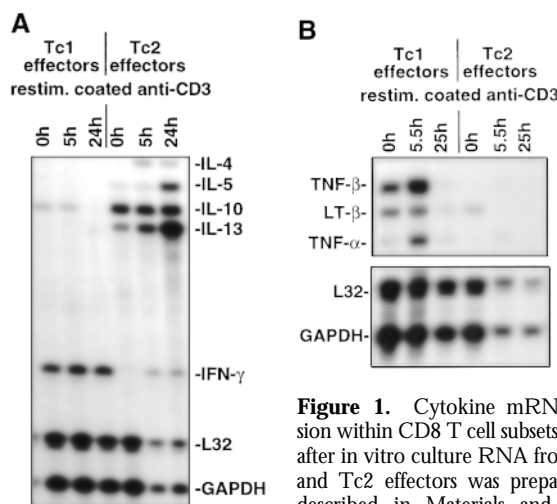 A
Tc1 Tc2
effectors effectors
restim. coated anti-CD3
0h 5h 24h 0h 5h 24h
-IL-4
-IL-5
-IL-10
-IL-13
-IFN-γ
-L32
-GAPDH
B
Tc1 Tc2
effectors effectors
restim. coated anti-CD3
0h 5.5h 25h 0h 5.5h 25h
TNF-β-
LT-β-
TNF-α-
L32-
GAPDH-
Figure 1. Cytokine mRN
sion within CD8 T cell subsets
after in vitro culture RNA fro
and Tc2 effectors was prepa
described in Materials and